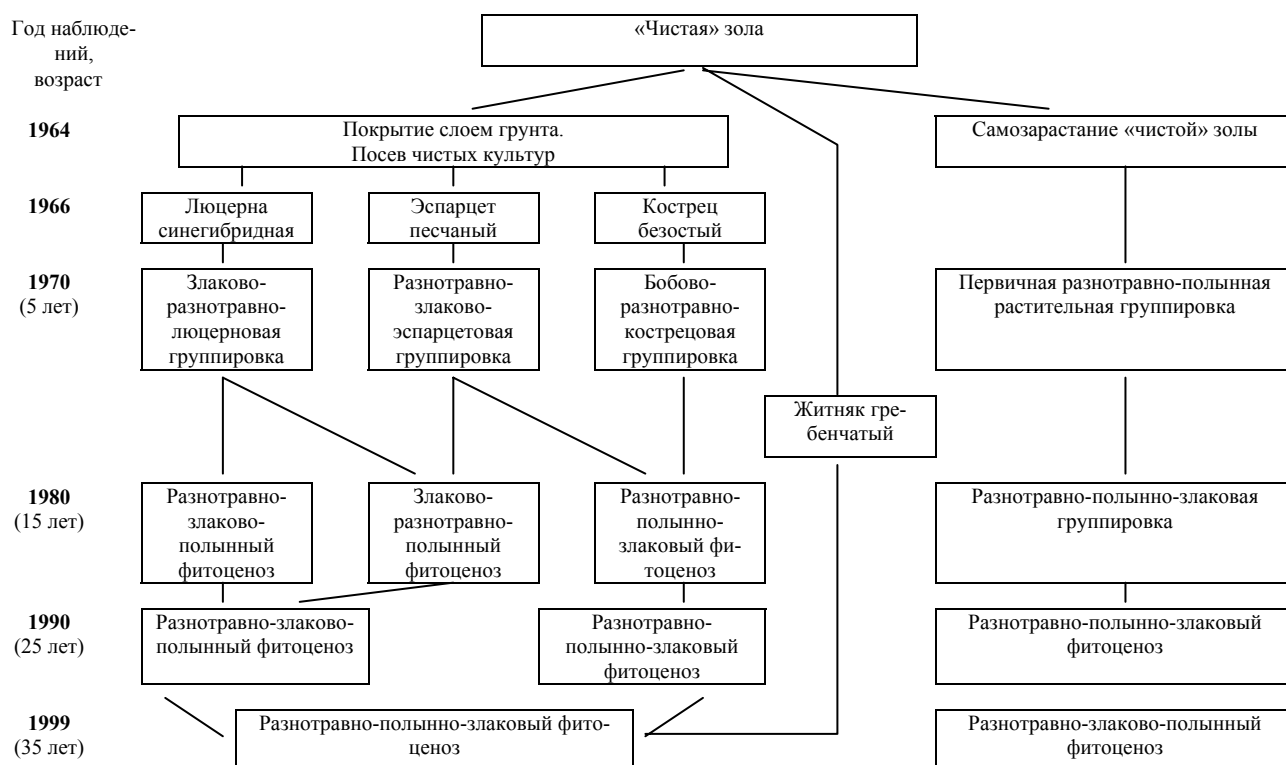 Год наблюде-
ний,
возраст
«Чистая» зола
1964
Покрытие слоем грунта.
Посев чистых культур
Самозарастание «чистой» золы
1966
Люцерна
синегибридная
Эспарцет
песчаный
Кострец
безостый
1970
(5 лет)
Злаково-
разнотравно-
люцерновая
группировка
Разнотравно-
злаково-
эспарцетовая
группировка
Бобово-
разнотравно-
кострецовая
группировка
Первичная разнотравно-полынная
растительная группировка
Житняк гре-
бенчатый
1980
(15 лет)
Разнотравно-
злаково-
полынный
фитоценоз
Злаково-
разнотравно-
полынный
фитоценоз
Разнотравно-
полынно-
злаковый фи-
тоценоз
Разнотравно-полынно-злаковая
группировка
1990
(25 лет)
Разнотравно-злаково-
полынный фитоценоз
Разнотравно-
полынно-злаковый
фитоценоз
Разнотравно-полынно-злаковый
фитоценоз
1999
(35 лет)
Разнотравно-полынно-злаковый фито-
ценоз
Разнотравно-злаково-полынный
фитоценоз